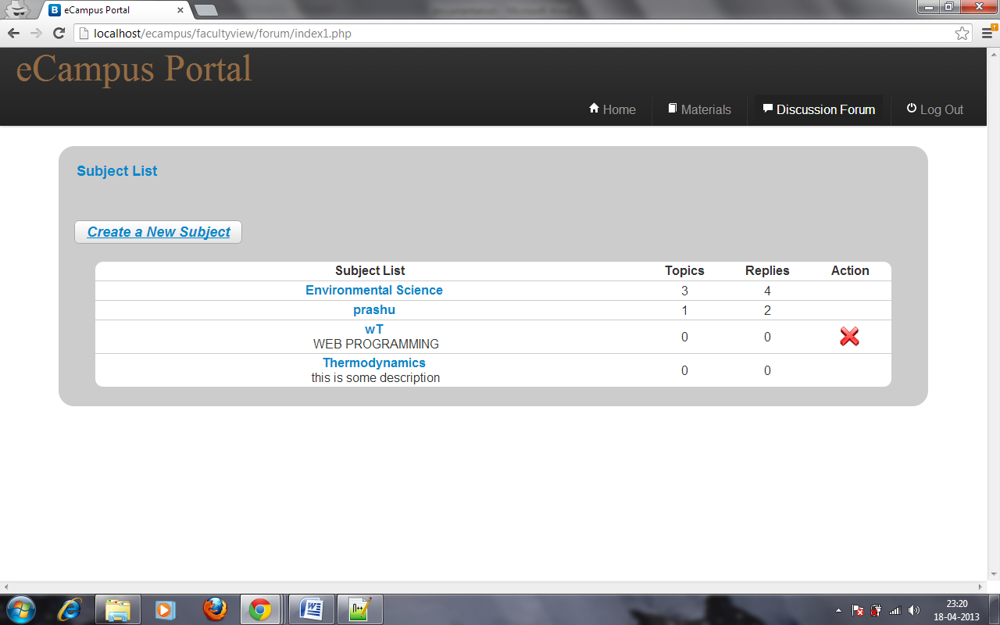 eCampus Portal
localhost/ecampus/facultyview/forum/index1.php
eCampus Portal
Home Materials Discussion Forum Log Out
Subject List
Create a New Subject
Subject List Topics Replies Action
Environmental Science 3 4
prashu 1 2
wT
WEB PROGRAMMING 0 0
Thermodynamics
this is some description 0 0
23:20
18-04-2013